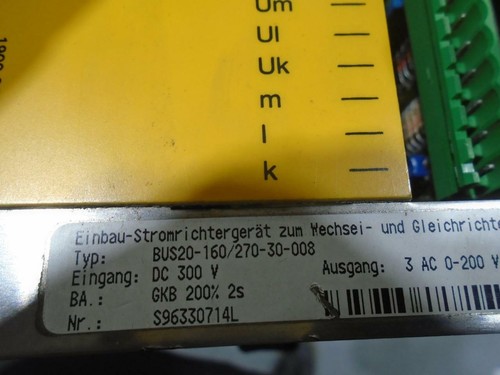 Um
Ul
Uk
m
l
k
Einbau-Stromrichtergerät zum Wechsel- und Gleichrichte
Typ: BUS20-160/270-30-008
Eingang: DC 300 V Ausgang: 3 AC 0-200 V
BA.: GKB 200% 2s
Nr.: S96330714L